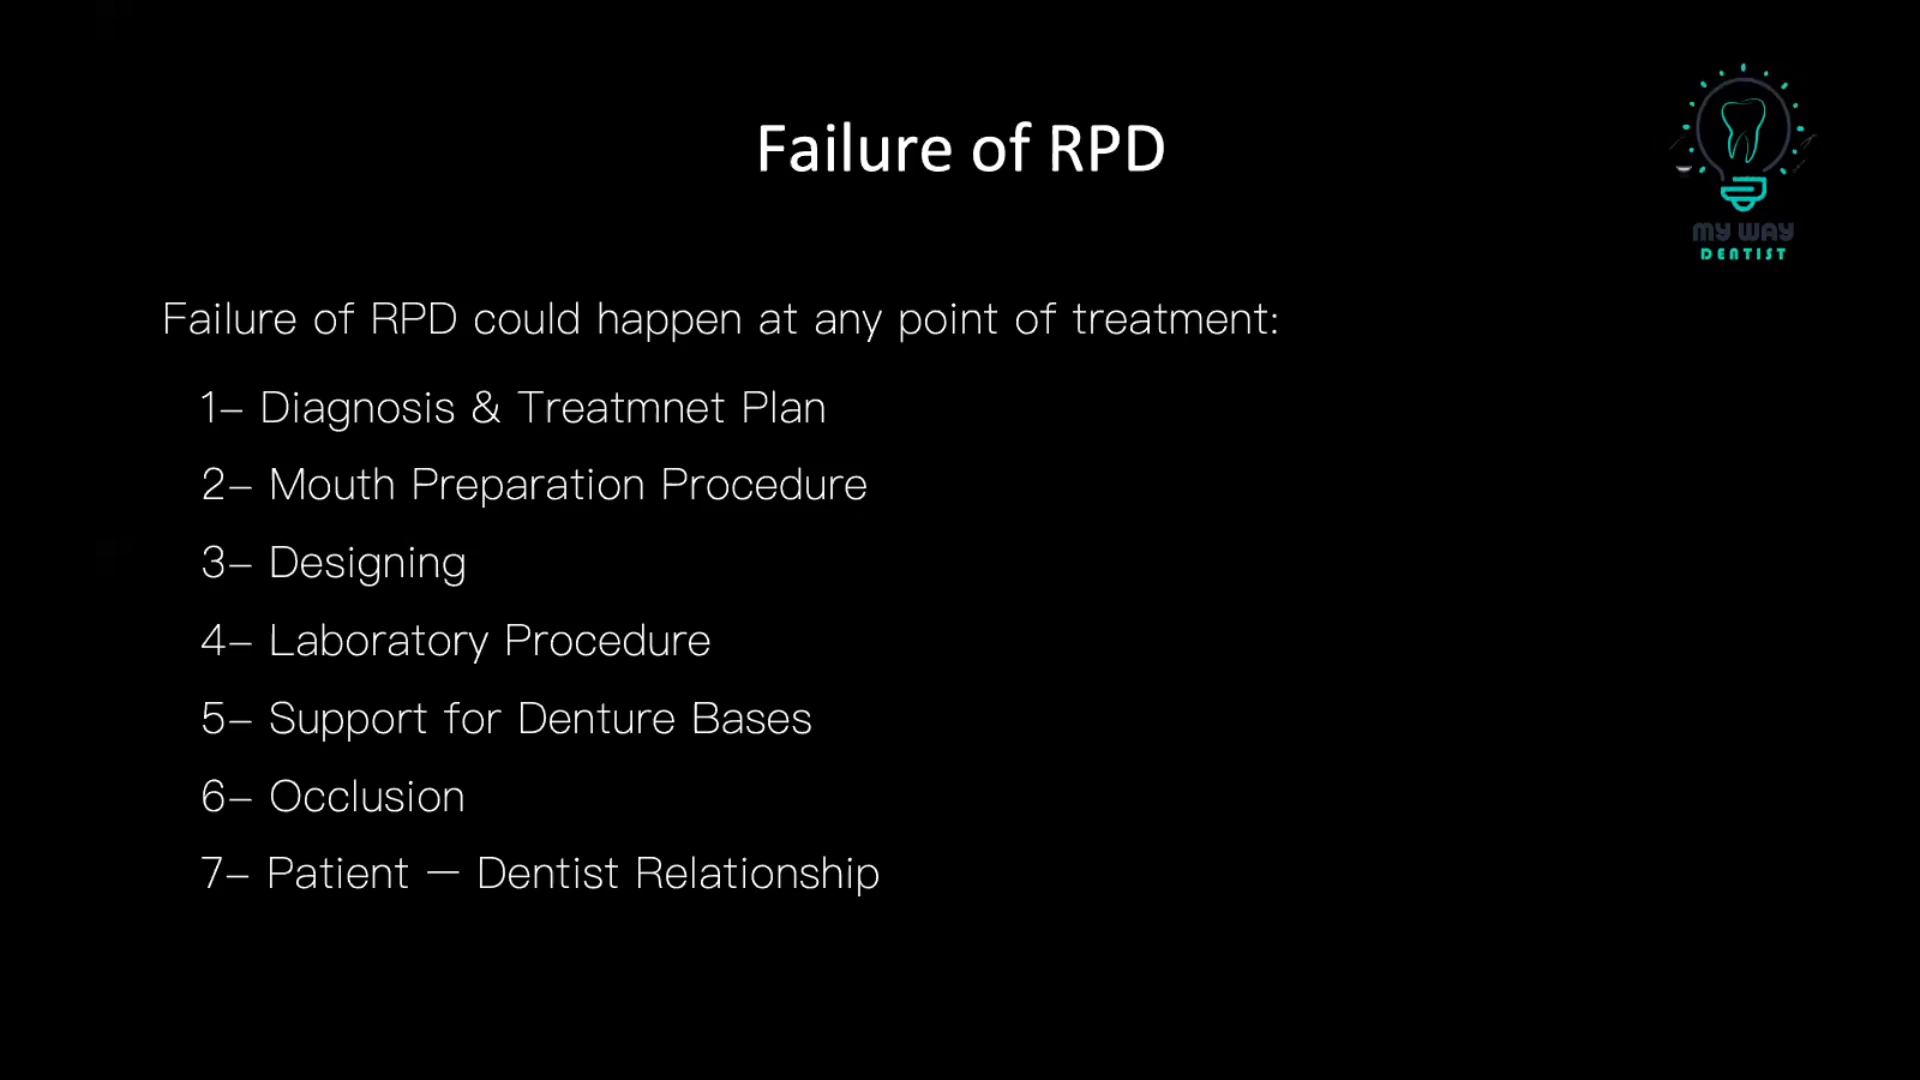 Failure of RPD
MY WAY
DENTIST
Failure of RPD could happen at any point of treatment:
1– Diagnosis & Treatmnet Plan
2– Mouth Preparation Procedure
3– Designing
4– Laboratory Procedure
5– Support for Denture Bases
6– Occlusion
7– Patient — Dentist Relationship